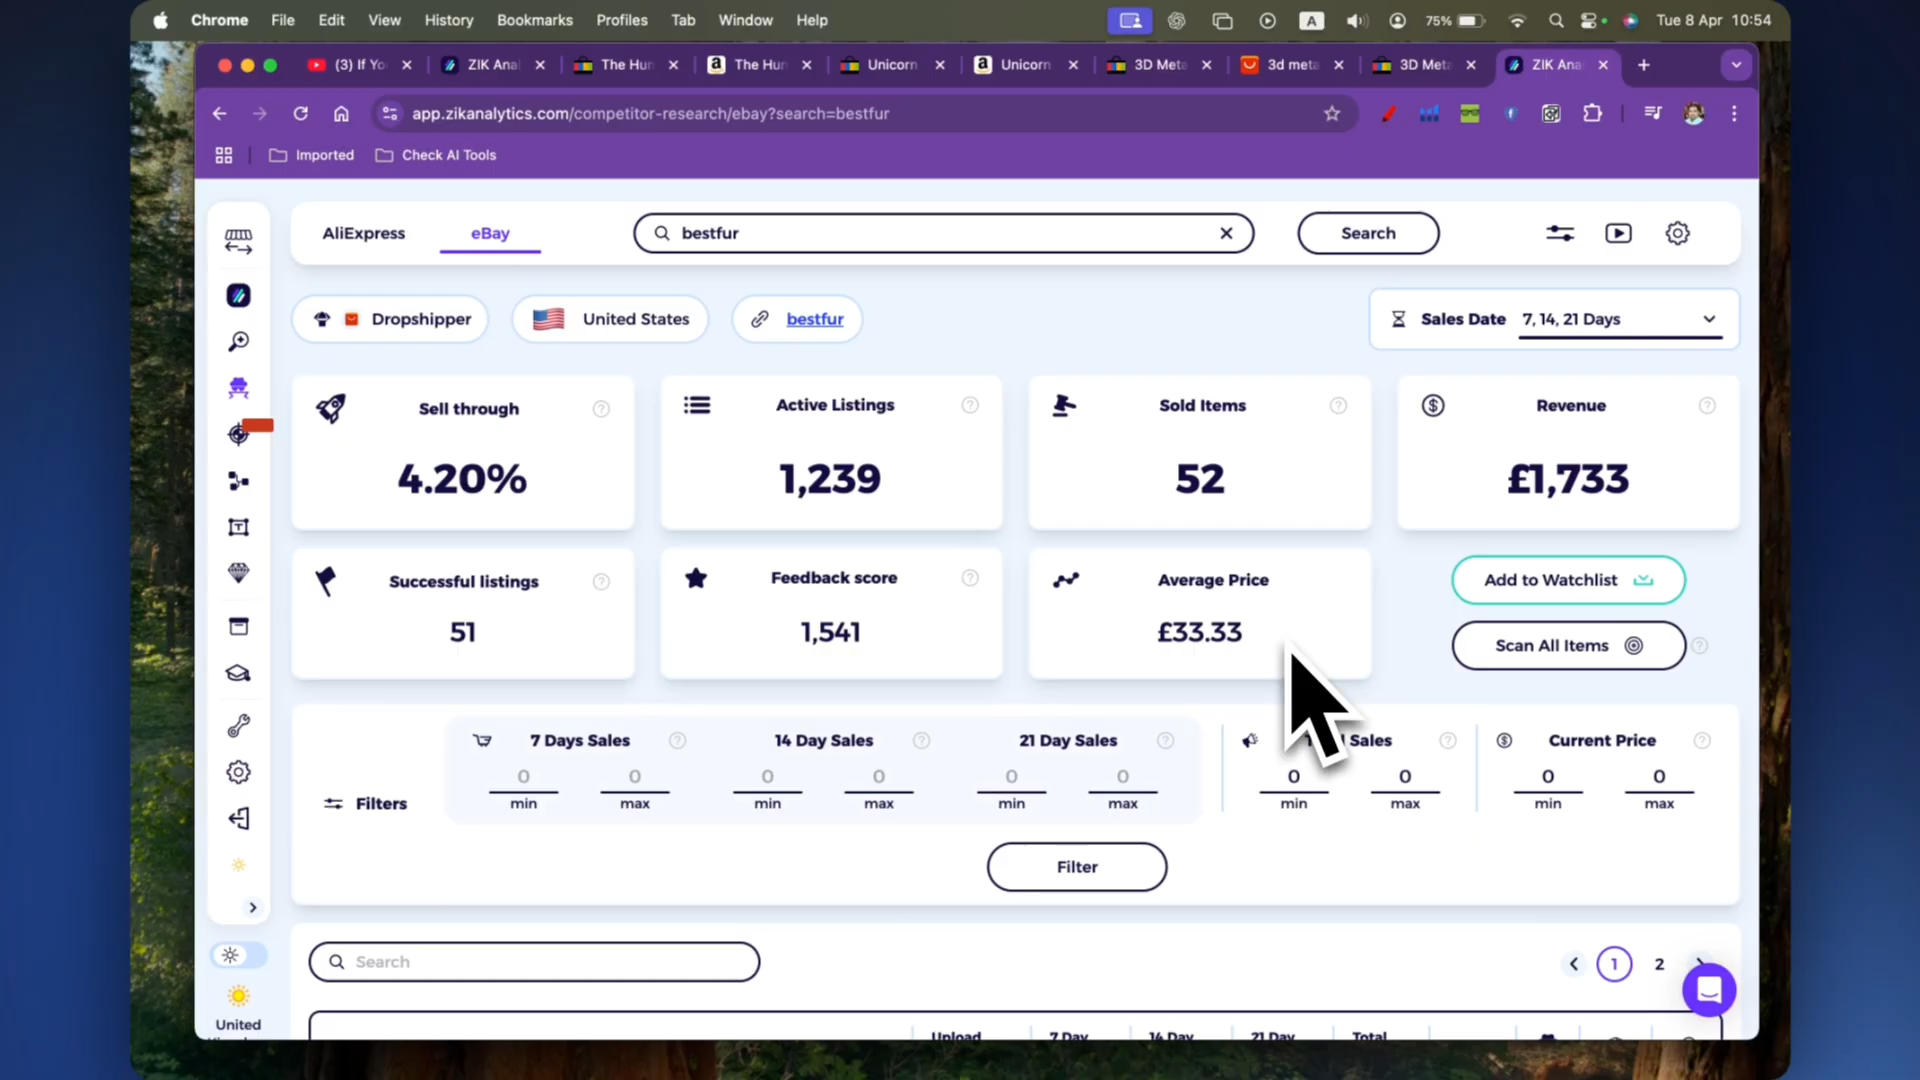 Chrome File Edit View History Bookmarks Profiles Tab Window Help A 75% Tue 8 Apr 10:54
(3) If Yo ZIK Anal The Hun The Hun Unicorn Unicorn 3D Meta 3d meta 3D Meta ZIK Ana
app.zikanalytics.com/competitor-research/ebay?search=bestfur
Imported Check AI Tools
AliExpress eBay bestfur Search
Dropshipper United States bestfur Sales Date 7, 14, 21 Days
Sell through Active Listings Sold Items Revenue
4.20% 1,239 52 £1,733
Successful listings Feedback score Average Price Add to Watchlist
51 1,541 £33.33 Scan All Items
7 Days Sales 14 Day Sales 21 Day Sales Sales Current Price
0 0 0 0 0 0 0 0 0 0
Filters min max min max min max min max min max
Filter
Search 1 2
United
Upload 7 Day 14 Day 21 Day Total